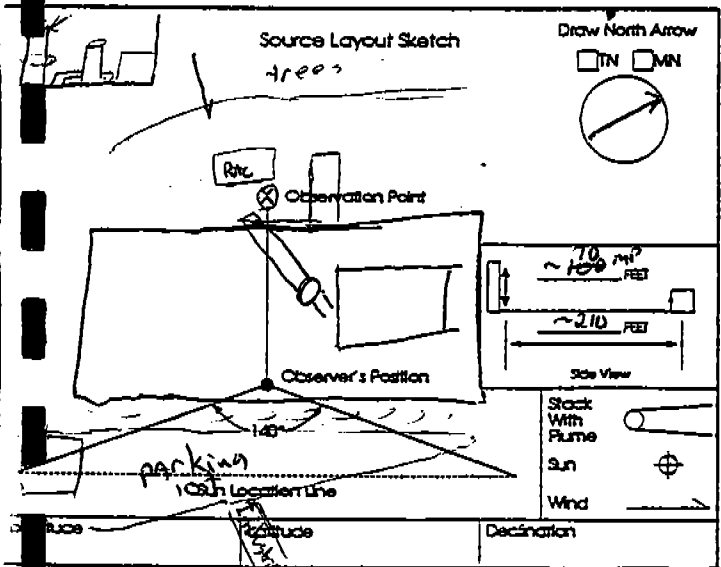 Source Layout Sketch
trees
Draw North Arrow
TN MN
Observation Point
~ 70 FEET
~210 FEET
Side View
Observer's Position
140°
parking
Sun Location Line
Stack
With
Plume
Sun
Wind
Declination